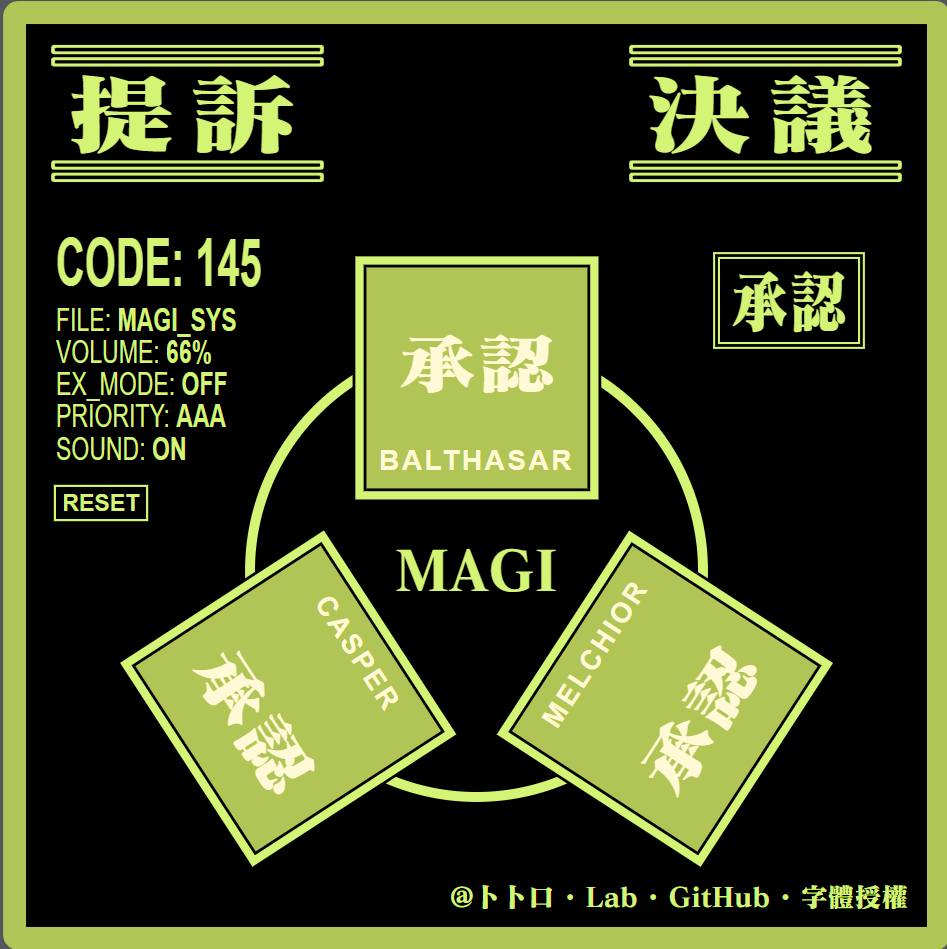 提訴
決議
CODE: 145
FILE: MAGI_SYS
VOLUME: 66%
EX_MODE: OFF
PRIORITY: AAA
SOUND: ON
RESET
承認
承認
BALTHASAR
MAGI
CASPER
承認
MELCHIOR
承認
@トトロ・Lab・GitHub・字體授權